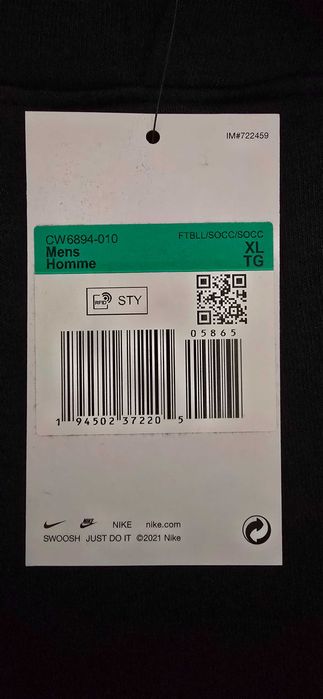 IM#722459
CW6894-010 FTBLL/SOCC/SOCC
Mens XL
Homme TG
RFID STY
05865
1 94502 37220 5
NIKE NIKE nike.com
SWOOSH JUST DO IT ©2021 Nike